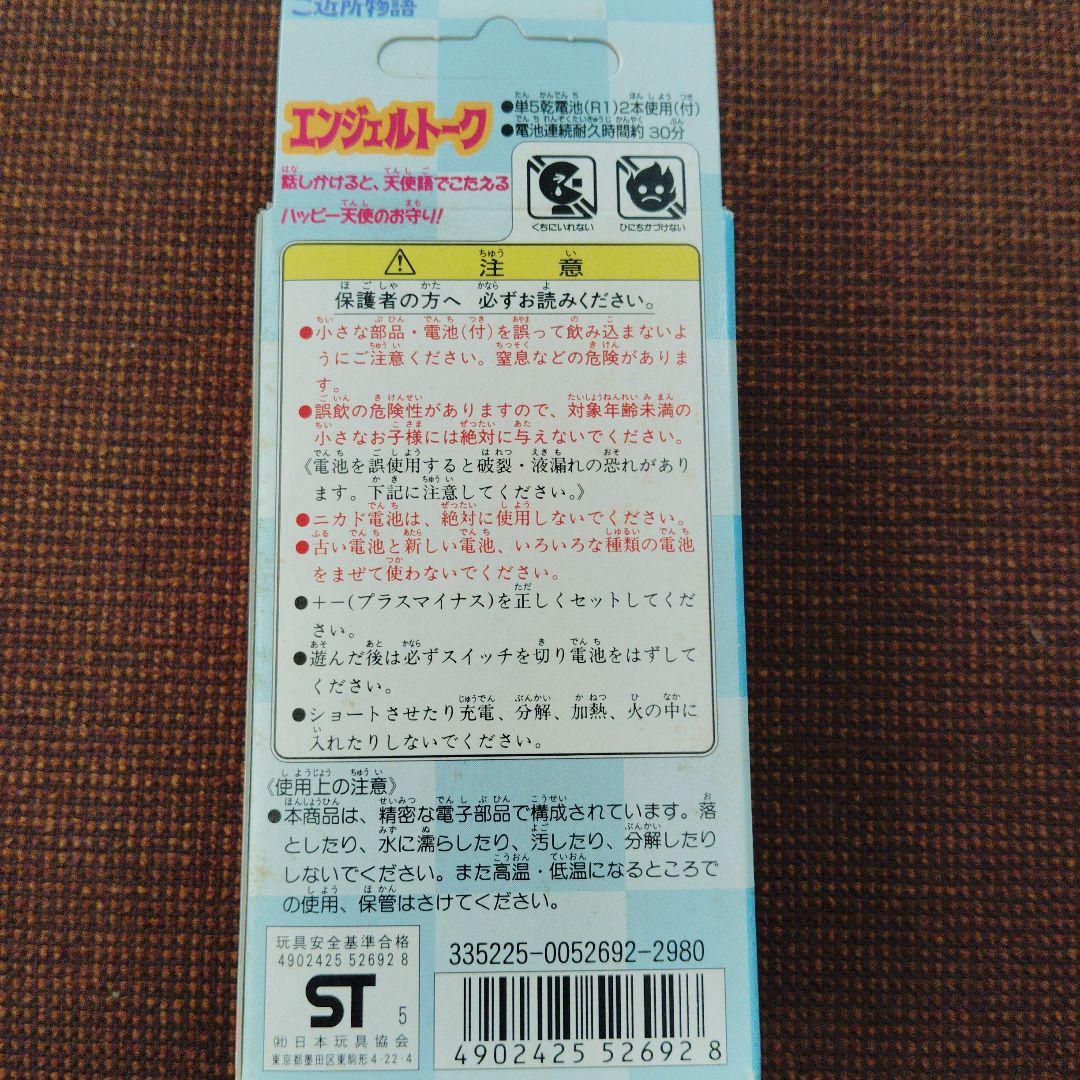 ご近所物語
エンジェルトーク
●単5乾電池(R1)2本使用(付)
●電池連続耐久時間約 30分
話しかけると、天使語でこたえる
ハッピー天使のお守り!
くちにいれない
ひにちかづけない
注意
保護者の方へ 必ずお読みください。
●小さな部品・電池(付)を誤って飲み込まないよ
うにご注意ください。窒息などの危険がありま
す。
●誤飲の危険性がありますので、対象年齢未満の
小さなお子様には絶対に与えないでください。
《電池を誤使用すると破裂・液漏れの恐れがあり
ます。下記に注意してください。》
●ニカド電池は、絶対に使用しないでください。
●古い電池と新しい電池、いろいろな種類の電池
をまぜて使わないでください。
●+−(プラスマイナス)を正しくセットしてくだ
さい。
●遊んだ後は必ずスイッチを切り電池をはずして
ください。
●ショートさせたり充電、分解、加熱、火の中に
入れたりしないでください。
《使用上の注意》
●本商品は、精密な電子部品で構成されています。落
としたり、水に濡らしたり、汚したり、分解したり
しないでください。また高温・低温になるところで
の使用、保管はさけてください。
玩具安全基準合格
4902425 52692 8
ST 5
㈳日本玩具協会
東京都墨田区東駒形4-22-4
335225-0052692-2980
4902425 526928